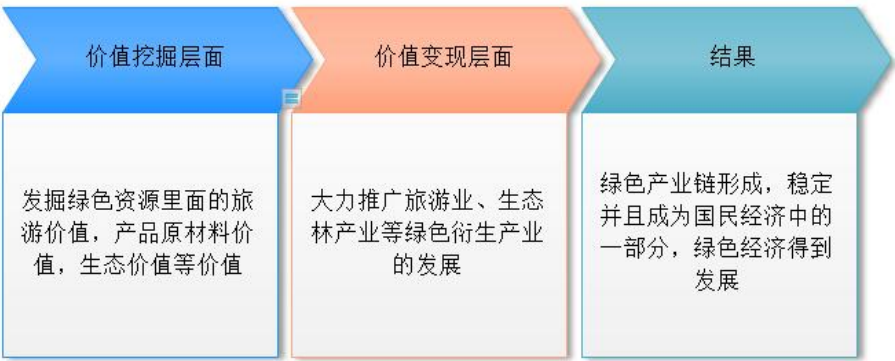 价值挖掘层面
发掘绿色资源里面的旅
游价值，产品原材料价
值，生态价值等价值
价值变现层面
大力推广旅游业、生态
林产业等绿色衍生产业
的发展
结果
绿色产业链形成，稳定
并且成为国民经济中的
一部分，绿色经济得到
发展